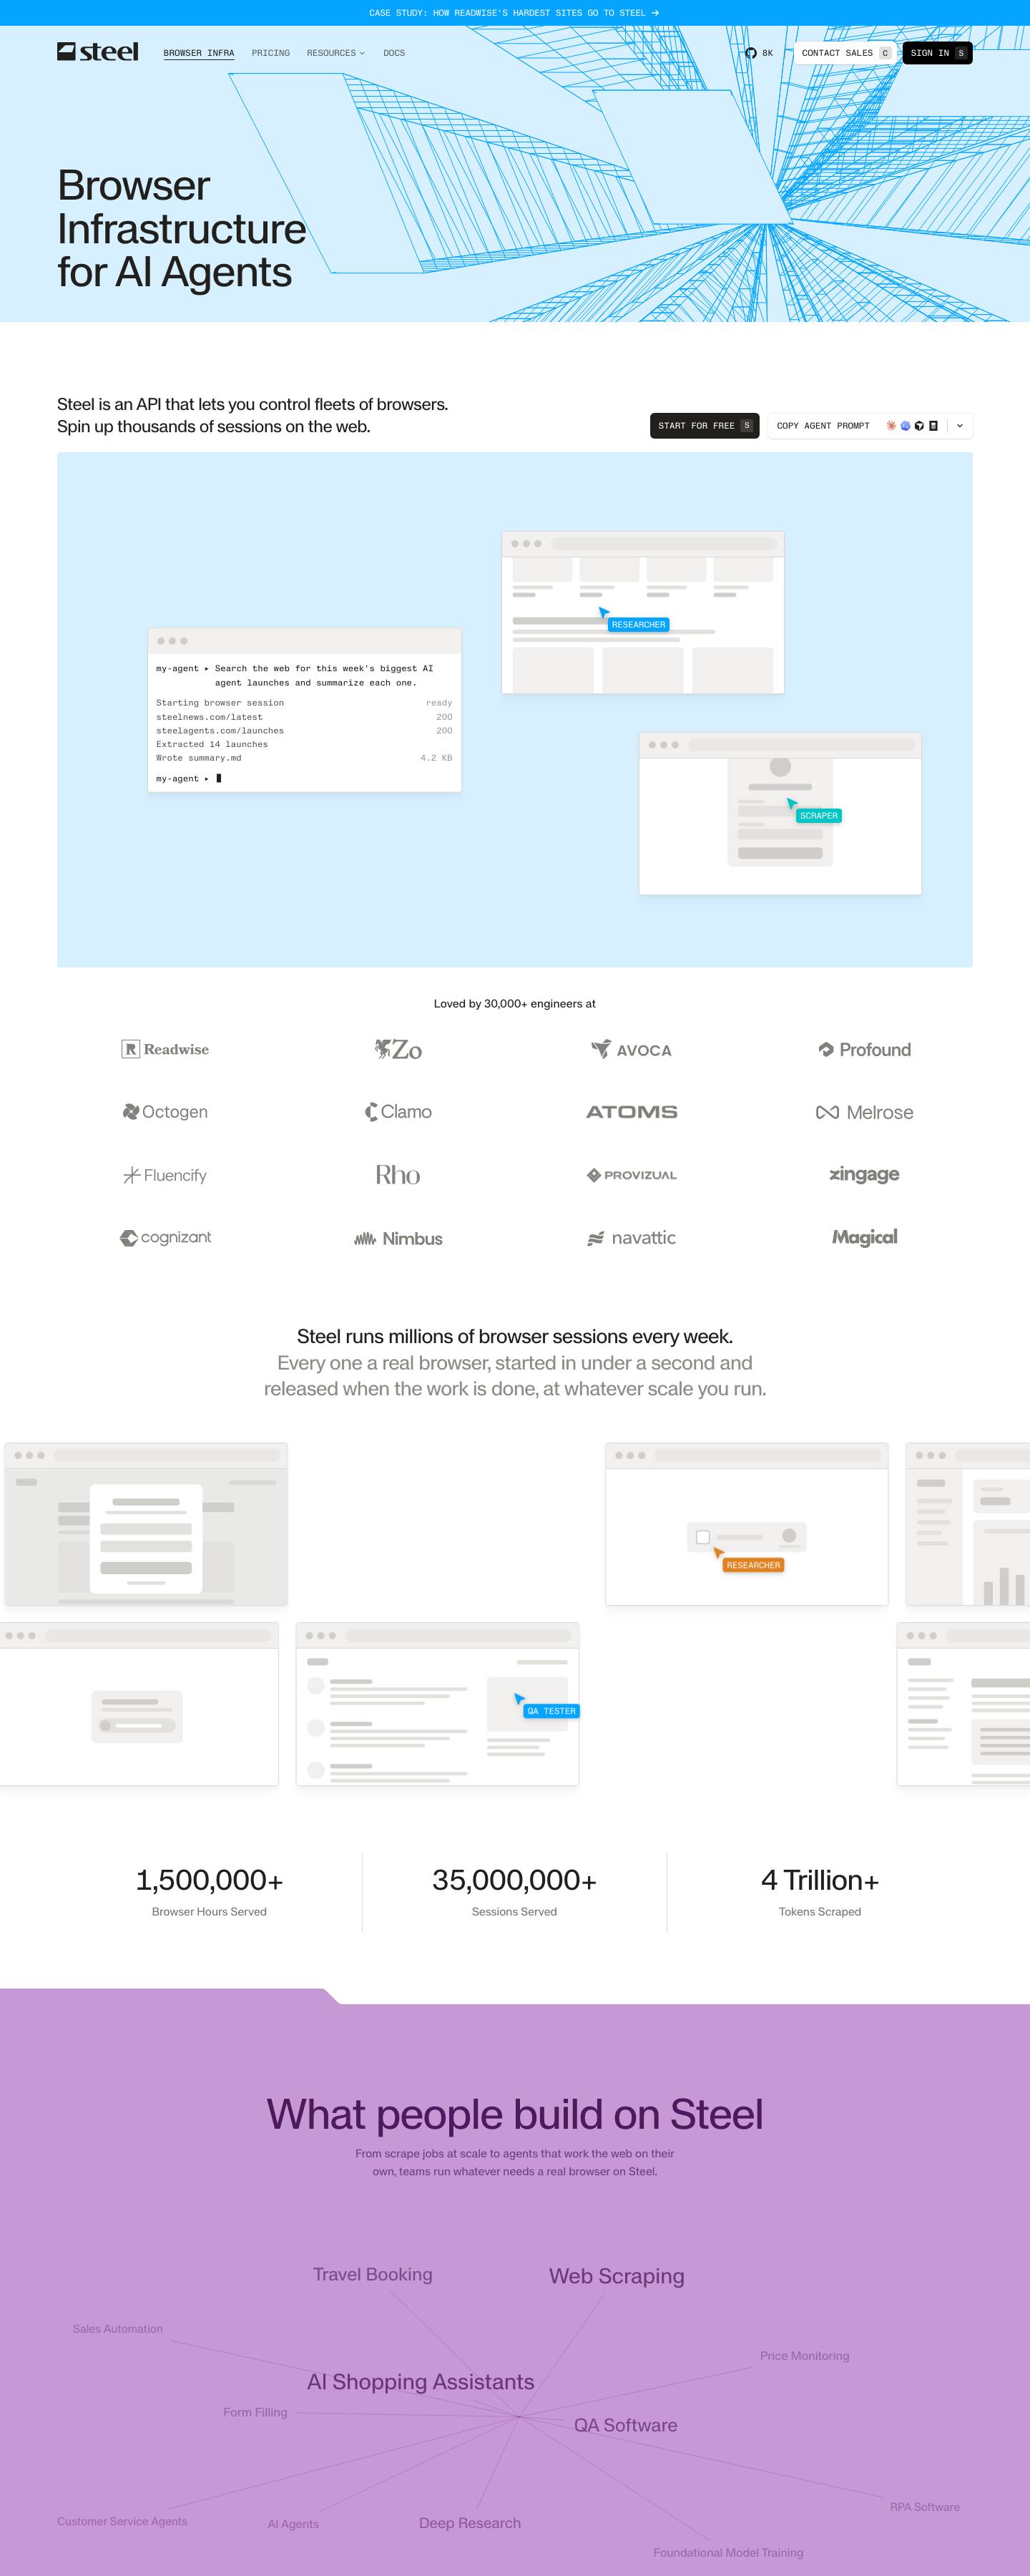 CASE STUDY: HOW READWISE'S HARDEST SITES GO TO STEEL →
steel
BROWSER INFRA
PRICING
RESOURCES
DOCS
8K
CONTACT SALES C
SIGN IN S
Browser
Infrastructure
for AI Agents
Steel is an API that lets you control fleets of browsers.
Spin up thousands of sessions on the web.
START FOR FREE S
COPY AGENT PROMPT
RESEARCHER
my-agent ▸ Search the web for this week's biggest AI
agent launches and summarize each one.
Starting browser session ready
steelnews.com/latest 200
steelagents.com/launches 200
Extracted 14 launches
Wrote summary.md 4.2 KB
my-agent ▸
SCRAPER
Loved by 30,000+ engineers at
Readwise
Zo
AVOCA
Profound
Octogen
Clamo
ATOMS
Melrose
Fluencify
Rho
PROVIZUAL
zingage
cognizant
Nimbus
navattic
Magical
Steel runs millions of browser sessions every week.
Every one a real browser, started in under a second and
released when the work is done, at whatever scale you run.
RESEARCHER
QA TESTER
1,500,000+
Browser Hours Served
35,000,000+
Sessions Served
4 Trillion+
Tokens Scraped
What people build on Steel
From scrape jobs at scale to agents that work the web on their
own, teams run whatever needs a real browser on Steel.
Travel Booking
Web Scraping
Sales Automation
Price Monitoring
AI Shopping Assistants
Form Filling
QA Software
RPA Software
Customer Service Agents
AI Agents
Deep Research
Foundational Model Training